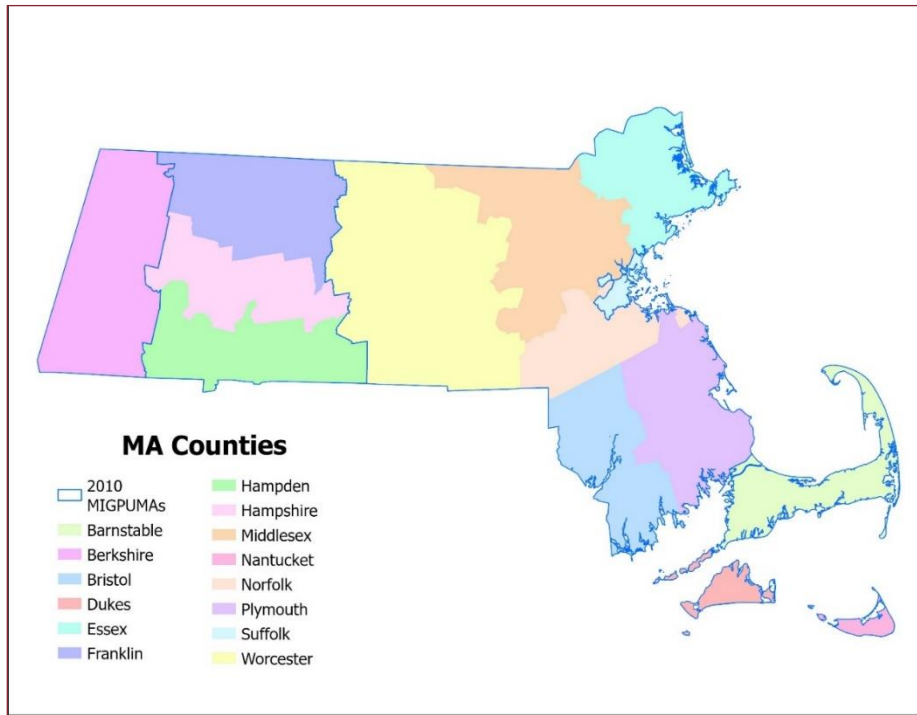 MA Counties
2010
MIGPUMAs
Barnstable
Berkshire
Bristol
Dukes
Essex
Franklin
Hampden
Hampshire
Middlesex
Nantucket
Norfolk
Plymouth
Suffolk
Worcester